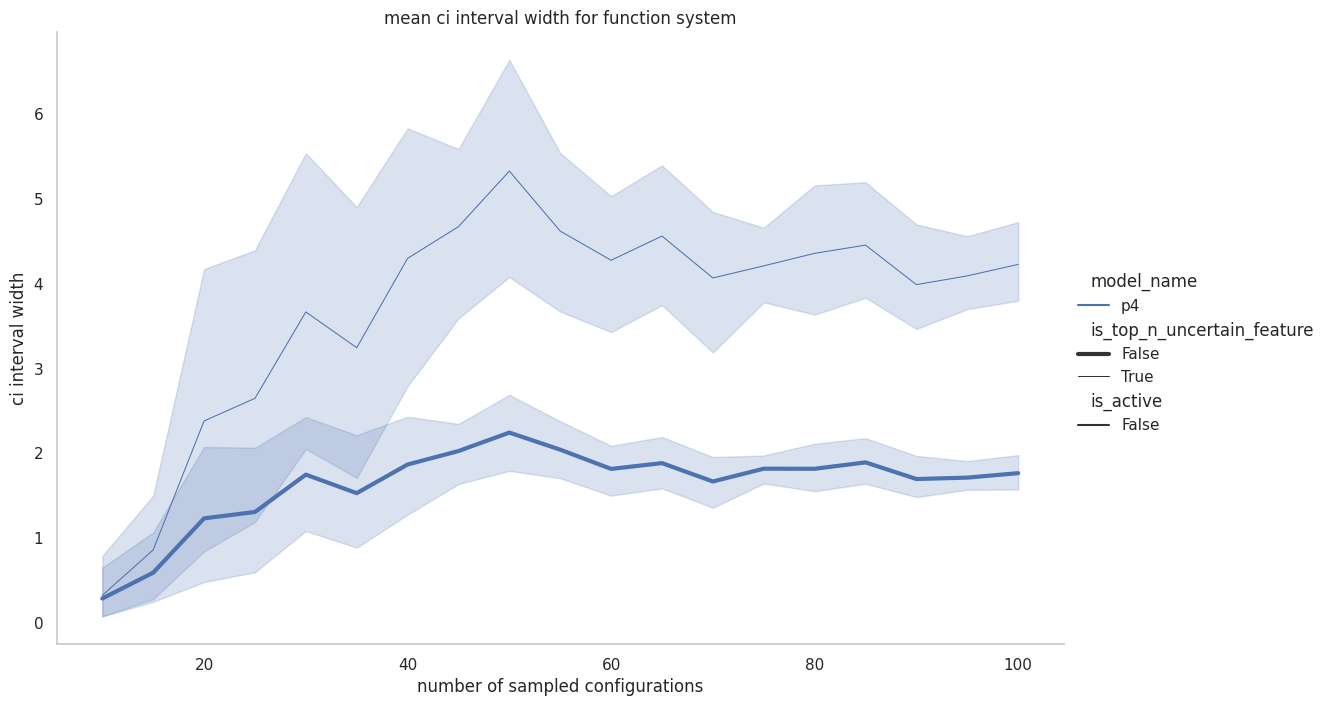 mean ci interval width for function system
ci interval width
6
5
4
3
2
1
0
20 40 60 80 100
number of sampled configurations
model_name
p4
is_top_n_uncertain_feature
False
True
is_active
False